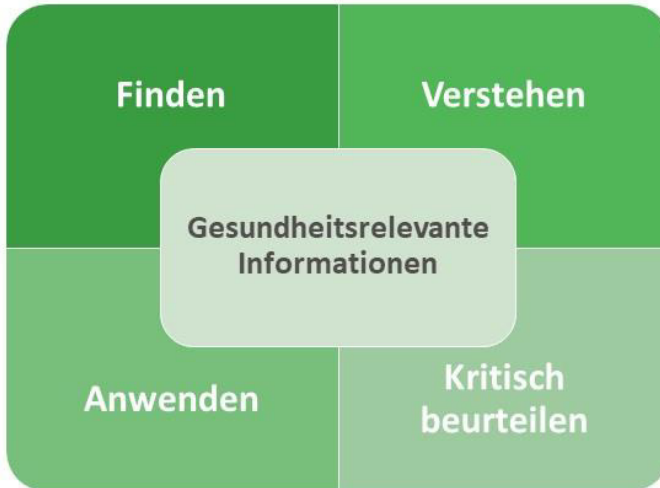 Finden
Verstehen
Gesundheitsrelevante
Informationen
Anwenden
Kritisch
beurteilen